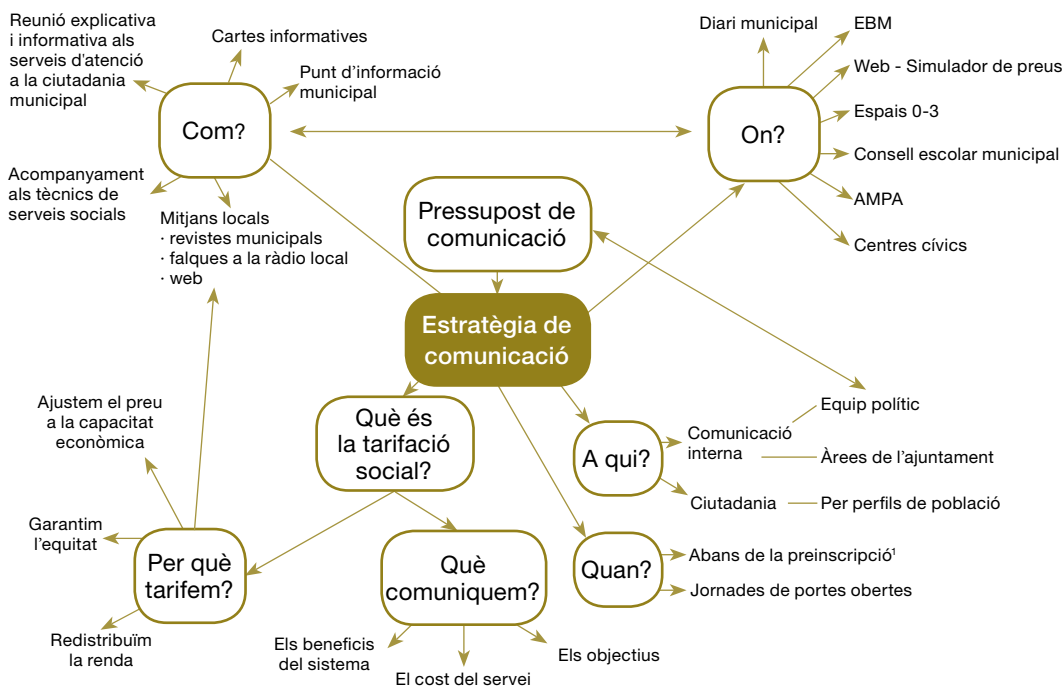 Reunió explicativa
i informativa als
serveis d'atenció
a la ciutadania
municipal
Cartes informatives
Punt d'informació
municipal
Com?
Acompanyament
als tècnics de
serveis socials
Mitjans locals
· revistes municipals
· falques a la ràdio local
· web
Diari municipal
EBM
Web - Simulador de preus
Espais 0-3
On?
Consell escolar municipal
AMPA
Centres cívics
Pressupost de
comunicació
Estratègia de
comunicació
Què és
la tarifació
social?
Ajustem el preu
a la capacitat
econòmica
Garantim
l'equitat
Per què
tarifem?
Redistribuïm
la renda
Què
comuniquem?
Els beneficis
del sistema
El cost del servei
Els objectius
A qui?
Comunicació
interna
Equip polític
Àrees de l'ajuntament
Ciutadania
Per perfils de població
Quan?
Abans de la preinscripció¹
Jornades de portes obertes